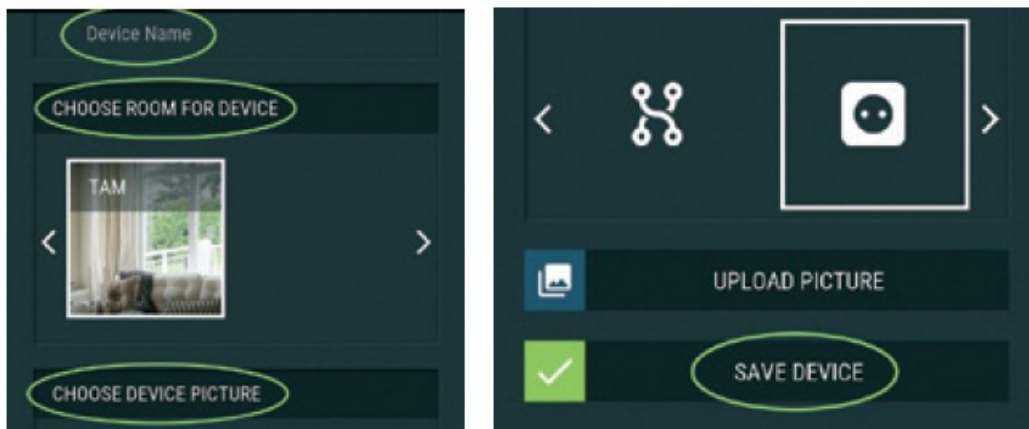 Device Name
CHOOSE ROOM FOR DEVICE
TAM
CHOOSE DEVICE PICTURE
UPLOAD PICTURE
SAVE DEVICE